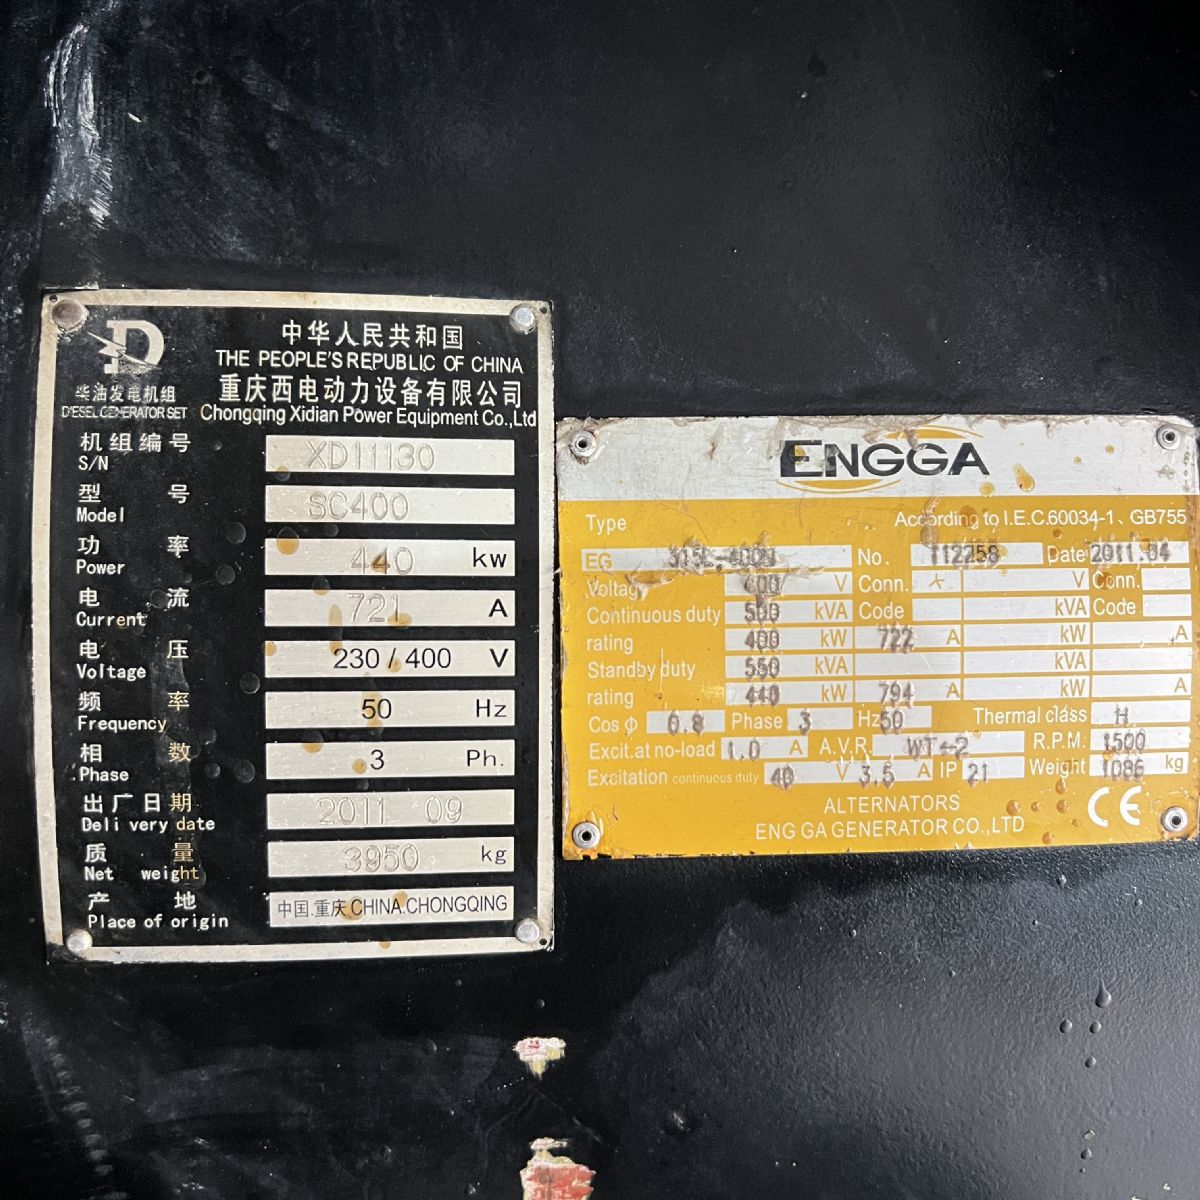 中华人民共和国
THE PEOPLE'S REPUBLIC OF CHINA
柴油发电机组
DIESEL GENERATOR SET
重庆西电动力设备有限公司
Chongqing Xidian Power Equipment Co.,Ltd
机组编号 S/N XD11130
型号 Model SC400
功率 Power 440 kw
电流 Current 721 A
电压 Voltage 230 / 400 V
频率 Frequency 50 Hz
相数 Phase 3 Ph.
出厂日期 Delivery date 2011 09
质量 Net weight 3950 kg
产地 Place of origin 中国.重庆 CHINA.CHONGQING
ENGGA
Type According to I.E.C.60034-1、GB755
EG 315L-400N No. 112258 Date 2011.04
Voltage 400 V Conn. V Conn.
Continuous duty 500 kVA Code kVA Code
rating 400 kW 722 A kW A
Standby duty 550 kVA kVA
rating 440 kW 794 A kW A
Cos ϕ 0.8 Phase 3 Hz 50 Thermal class H
Excit.at no-load 1.0 A A.V.R. WT-2 R.P.M: 1500
Excitation continuous duty 40 V 3.5 A IP 21 Weight 1086 kg
ALTERNATORS
ENG GA GENERATOR CO.,LTD
CE